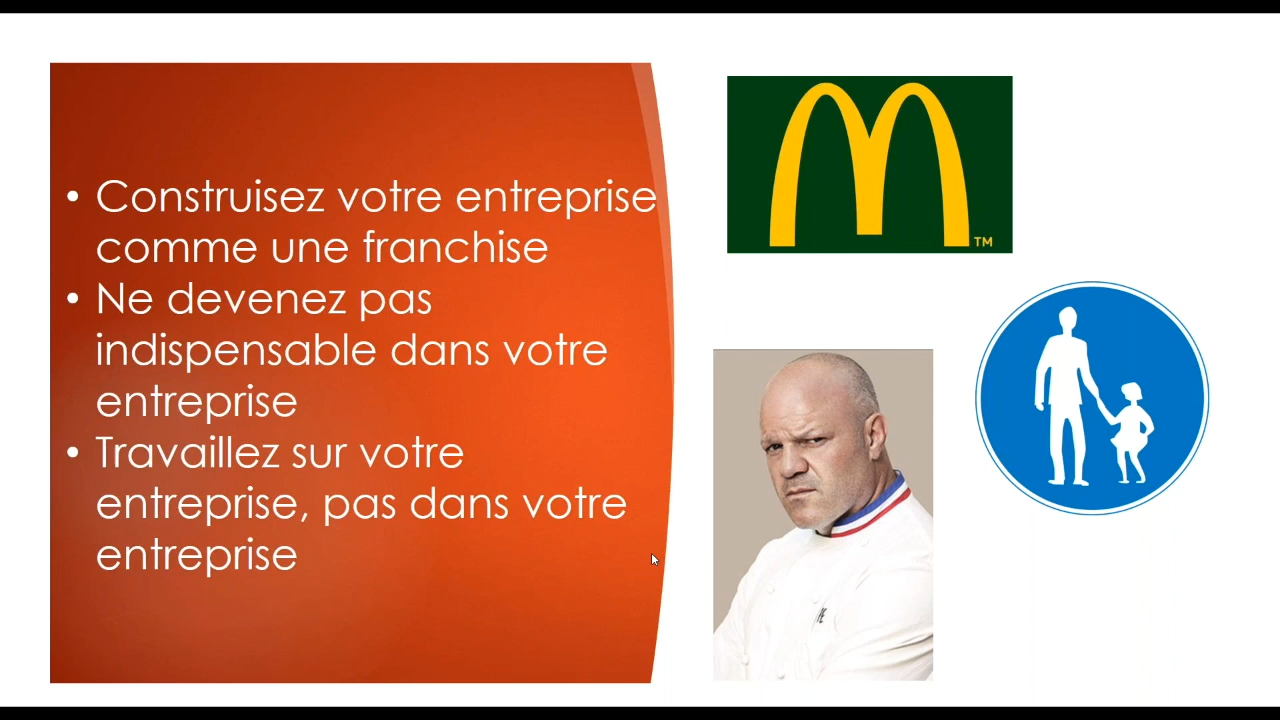 • Construisez votre entreprise
comme une franchise
• Ne devenez pas
indispensable dans votre
entreprise
• Travaillez sur votre
entreprise, pas dans votre
entreprise
M
TM